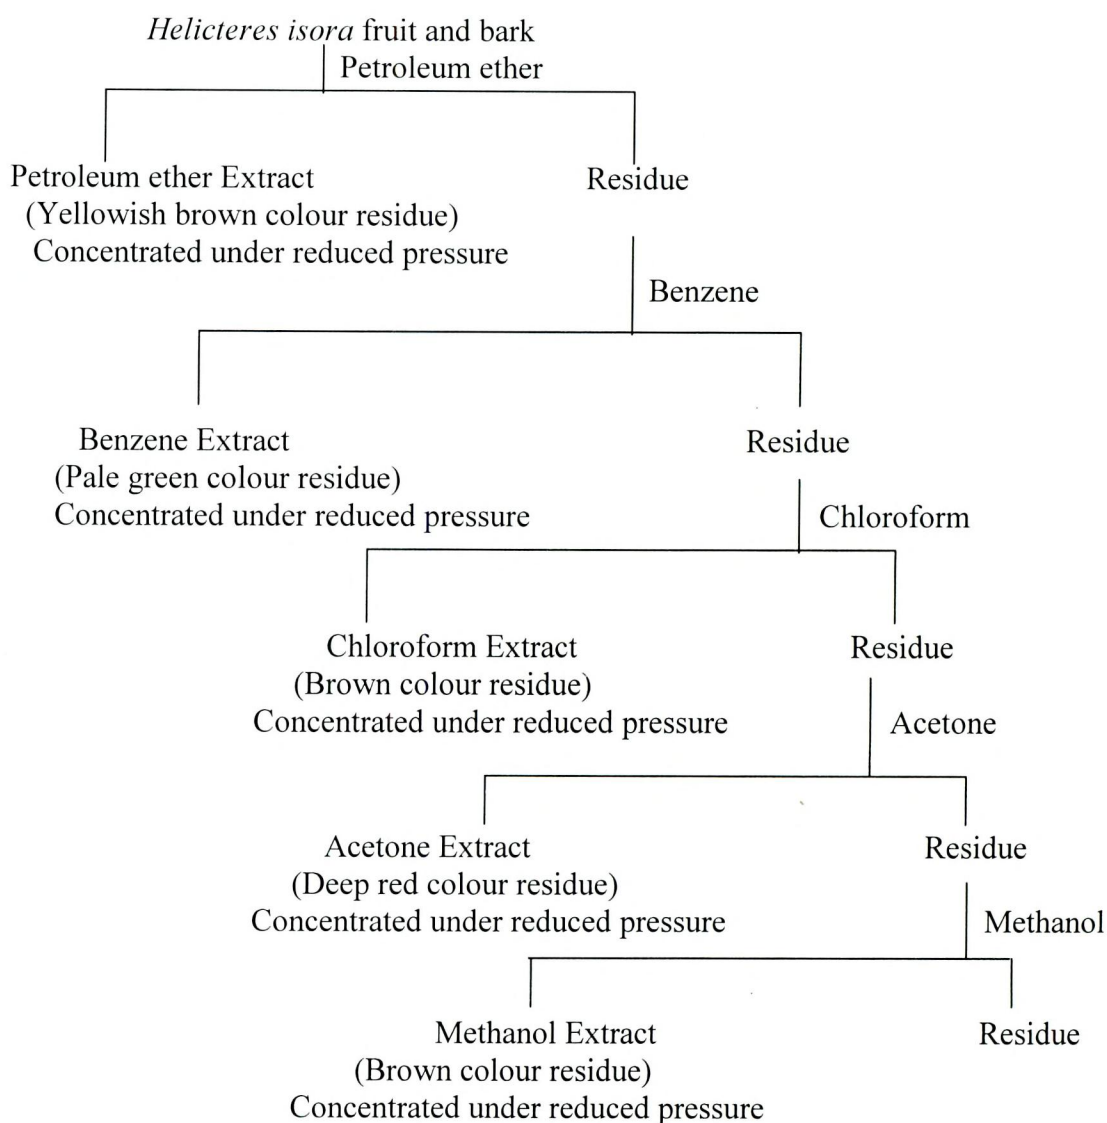 Helicteres isora fruit and bark
Petroleum ether
Petroleum ether Extract
Residue
(Yellowish brown colour residue)
Concentrated under reduced pressure
Benzene
Benzene Extract
Residue
(Pale green colour residue)
Concentrated under reduced pressure
Chloroform
Chloroform Extract
Residue
(Brown colour residue)
Concentrated under reduced pressure
Acetone
Acetone Extract
Residue
(Deep red colour residue)
Concentrated under reduced pressure
Methanol
Methanol Extract
Residue
(Brown colour residue)
Concentrated under reduced pressure